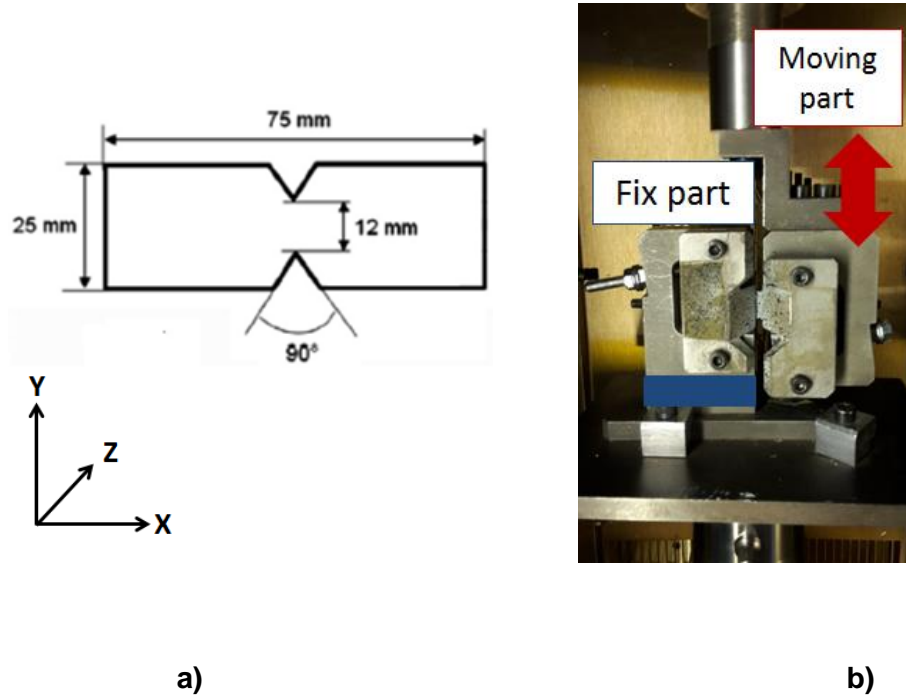 75 mm
25 mm
12 mm
90°
Y
Z
X
a)
Moving
part
Fix part
b)